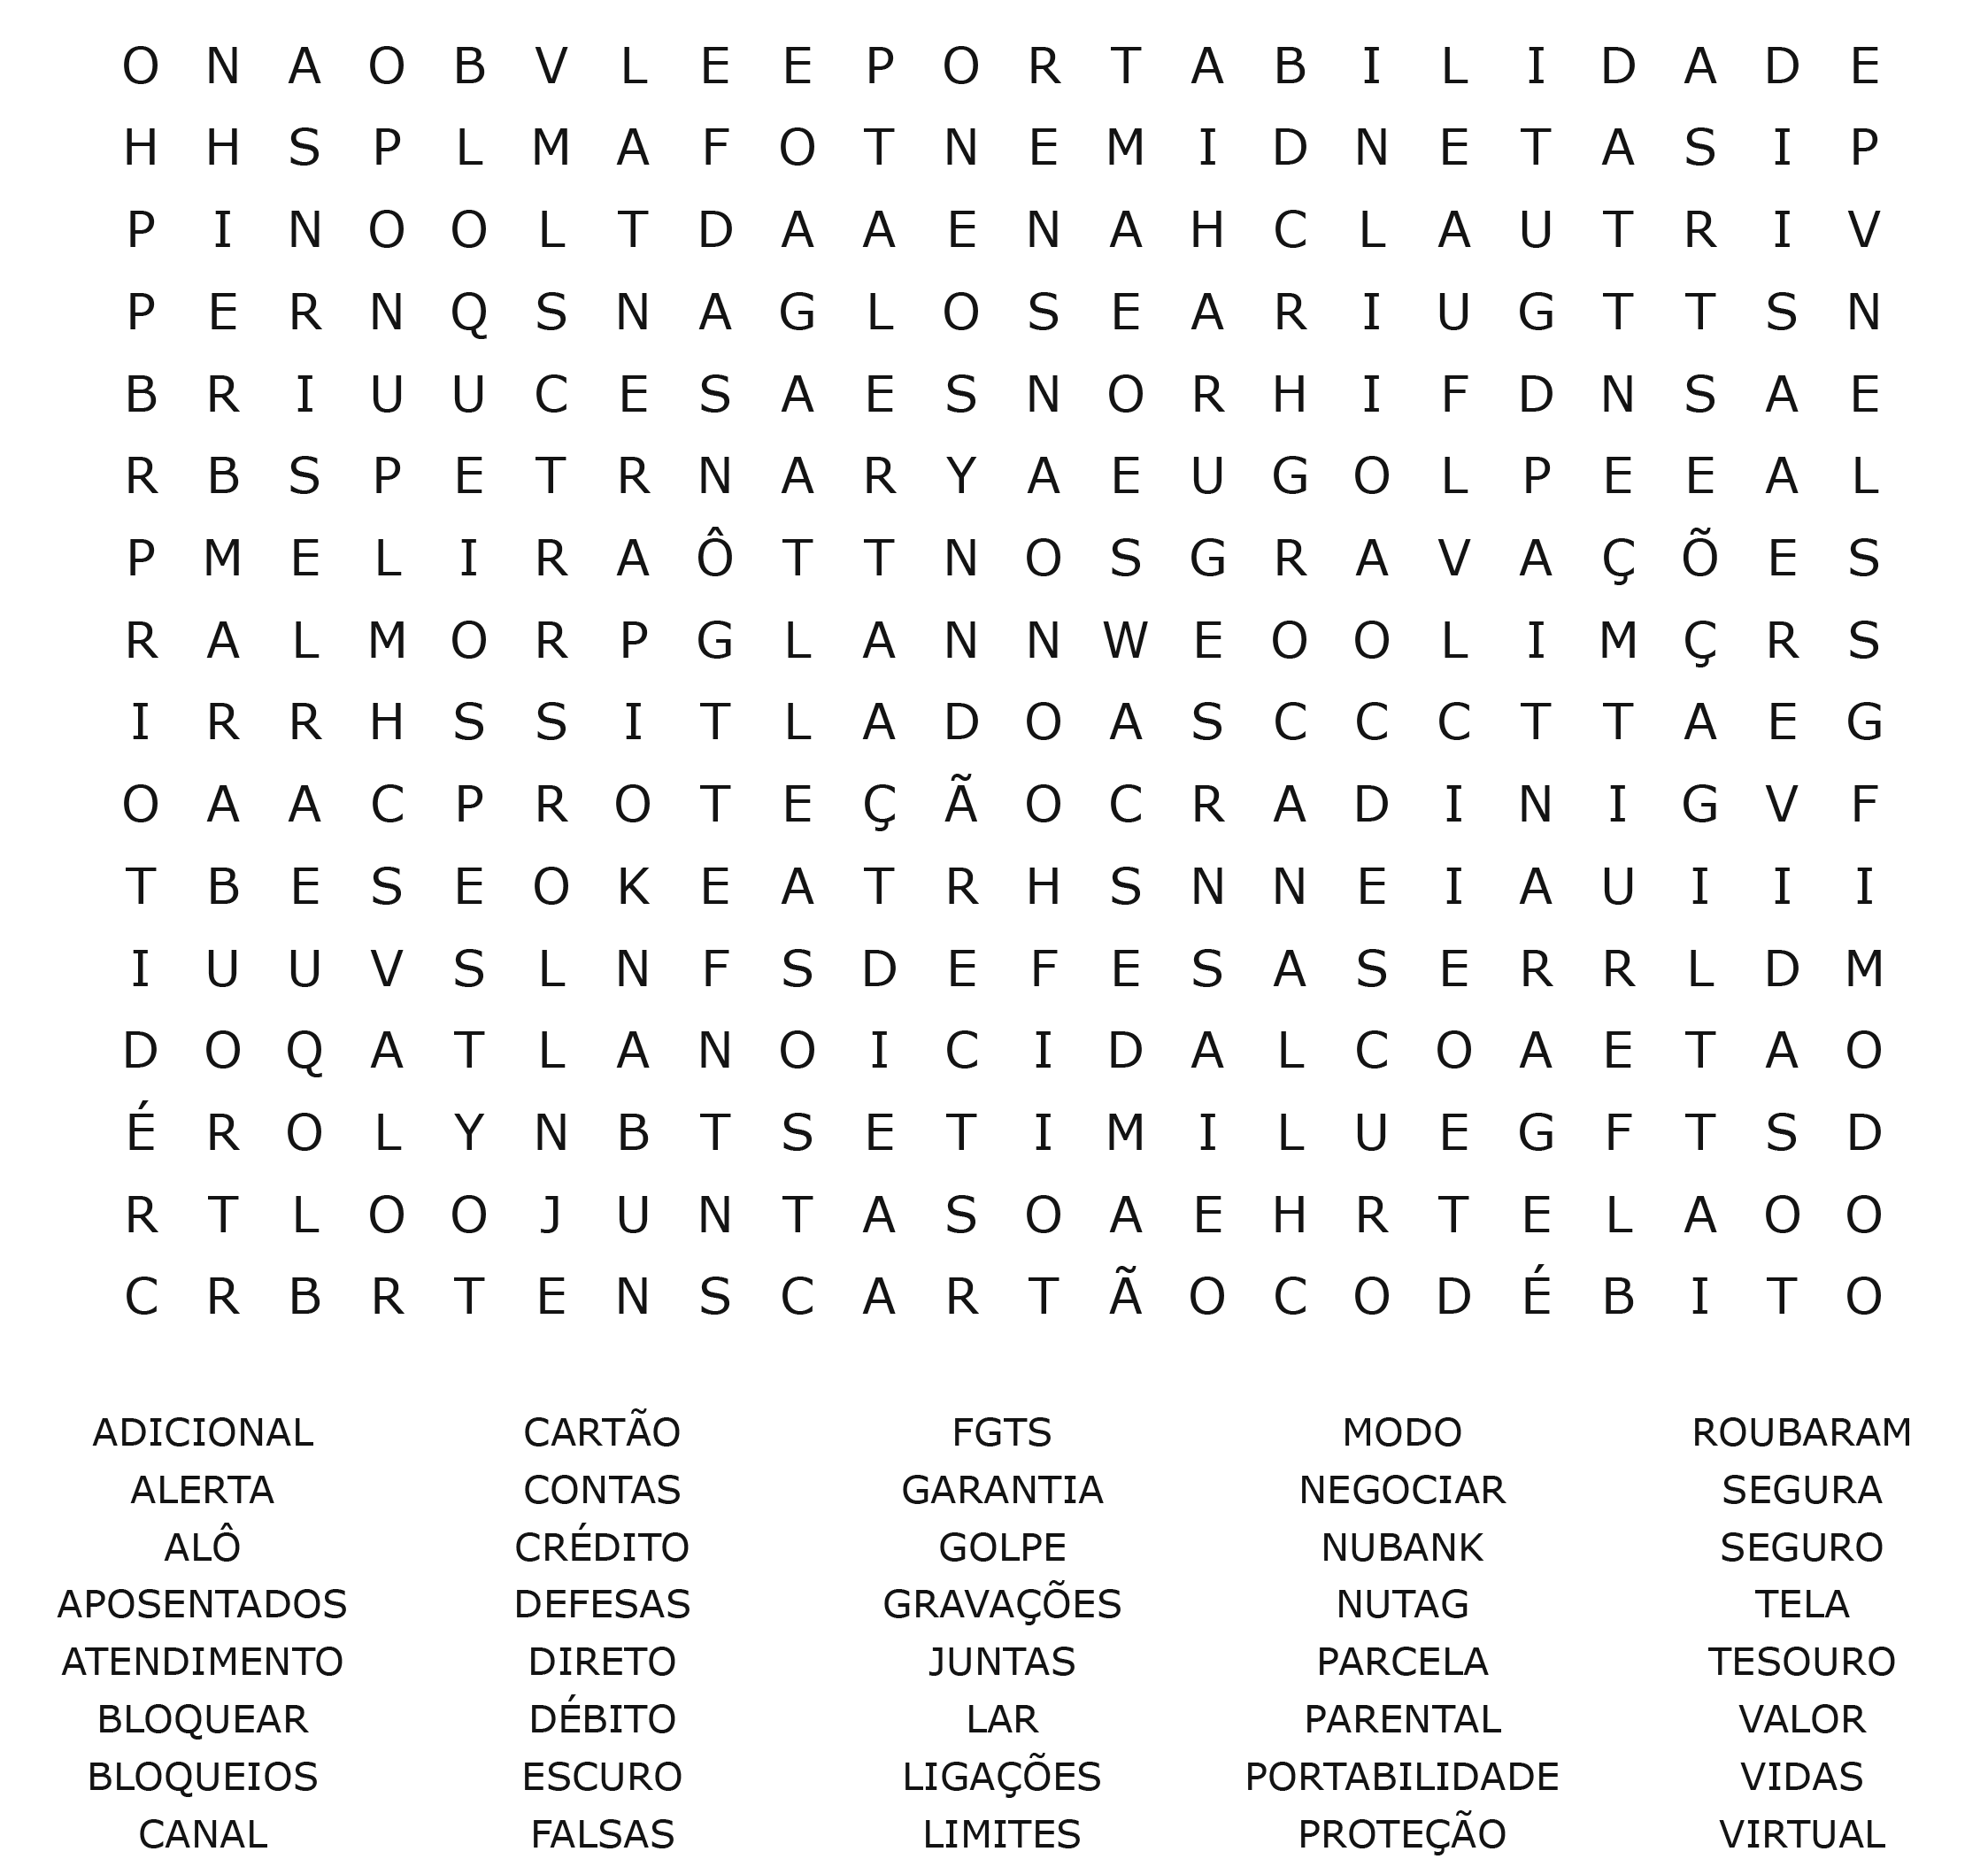 O N A O B V L E E P O R T A B I L I D A D E
H H S P L M A F O T N E M I D N E T A S I P
P I N O O L T D A A E N A H C L A U T R I V
P E R N Q S N A G L O S E A R I U G T T S N
B R I U U C E S A E S N O R H I F D N S A E
R B S P E T R N A R Y A E U G O L P E E A L
P M E L I R A Ô T T N O S G R A V A Ç Õ E S
R A L M O R P G L A N N W E O O L I M Ç R S
I R R H S S I T L A D O A S C C C T T A E G
O A A C P R O T E Ç Ã O C R A D I N I G V F
T B E S E O K E A T R H S N N E I A U I I I
I U U V S L N F S D E F E S A S E R R L D M
D O Q A T L A N O I C I D A L C O A E T A O
É R O L Y N B T S E T I M I L U E G F T S D
R T L O O J U N T A S O A E H R T E L A O O
C R B R T E N S C A R T Ã O C O D É B I T O
ADICIONAL CARTÃO FGTS MODO ROUBARAM
ALERTA CONTAS GARANTIA NEGOCIAR SEGURA
ALÔ CRÉDITO GOLPE NUBANK SEGURO
APOSENTADOS DEFESAS GRAVAÇÕES NUTAG TELA
ATENDIMENTO DIRETO JUNTAS PARCELA TESOURO
BLOQUEAR DÉBITO LAR PARENTAL VALOR
BLOQUEIOS ESCURO LIGAÇÕES PORTABILIDADE VIDAS
CANAL FALSAS LIMITES PROTEÇÃO VIRTUAL